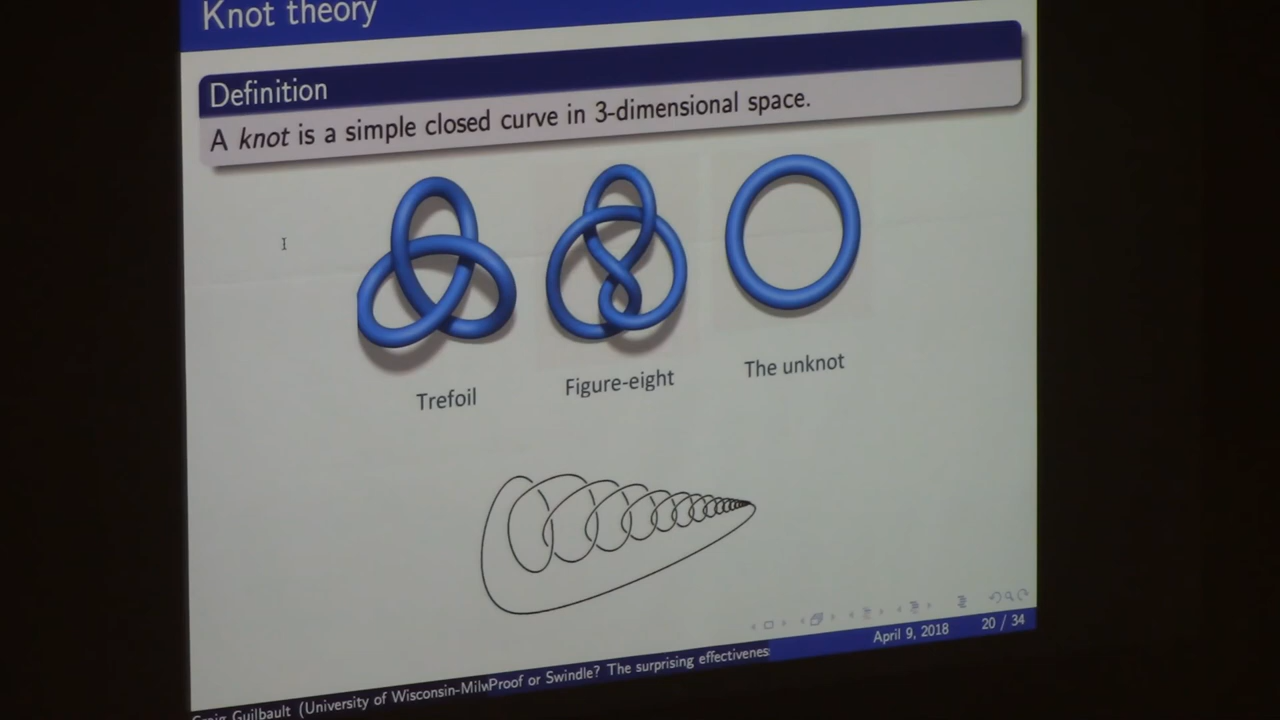 Knot theory
Definition
A knot is a simple closed curve in 3-dimensional space.
Trefoil
Figure-eight
The unknot
Craig Guilbault (University of Wisconsin-Milw
Proof or Swindle? The surprising effectivenes
April 9, 2018
20 / 34